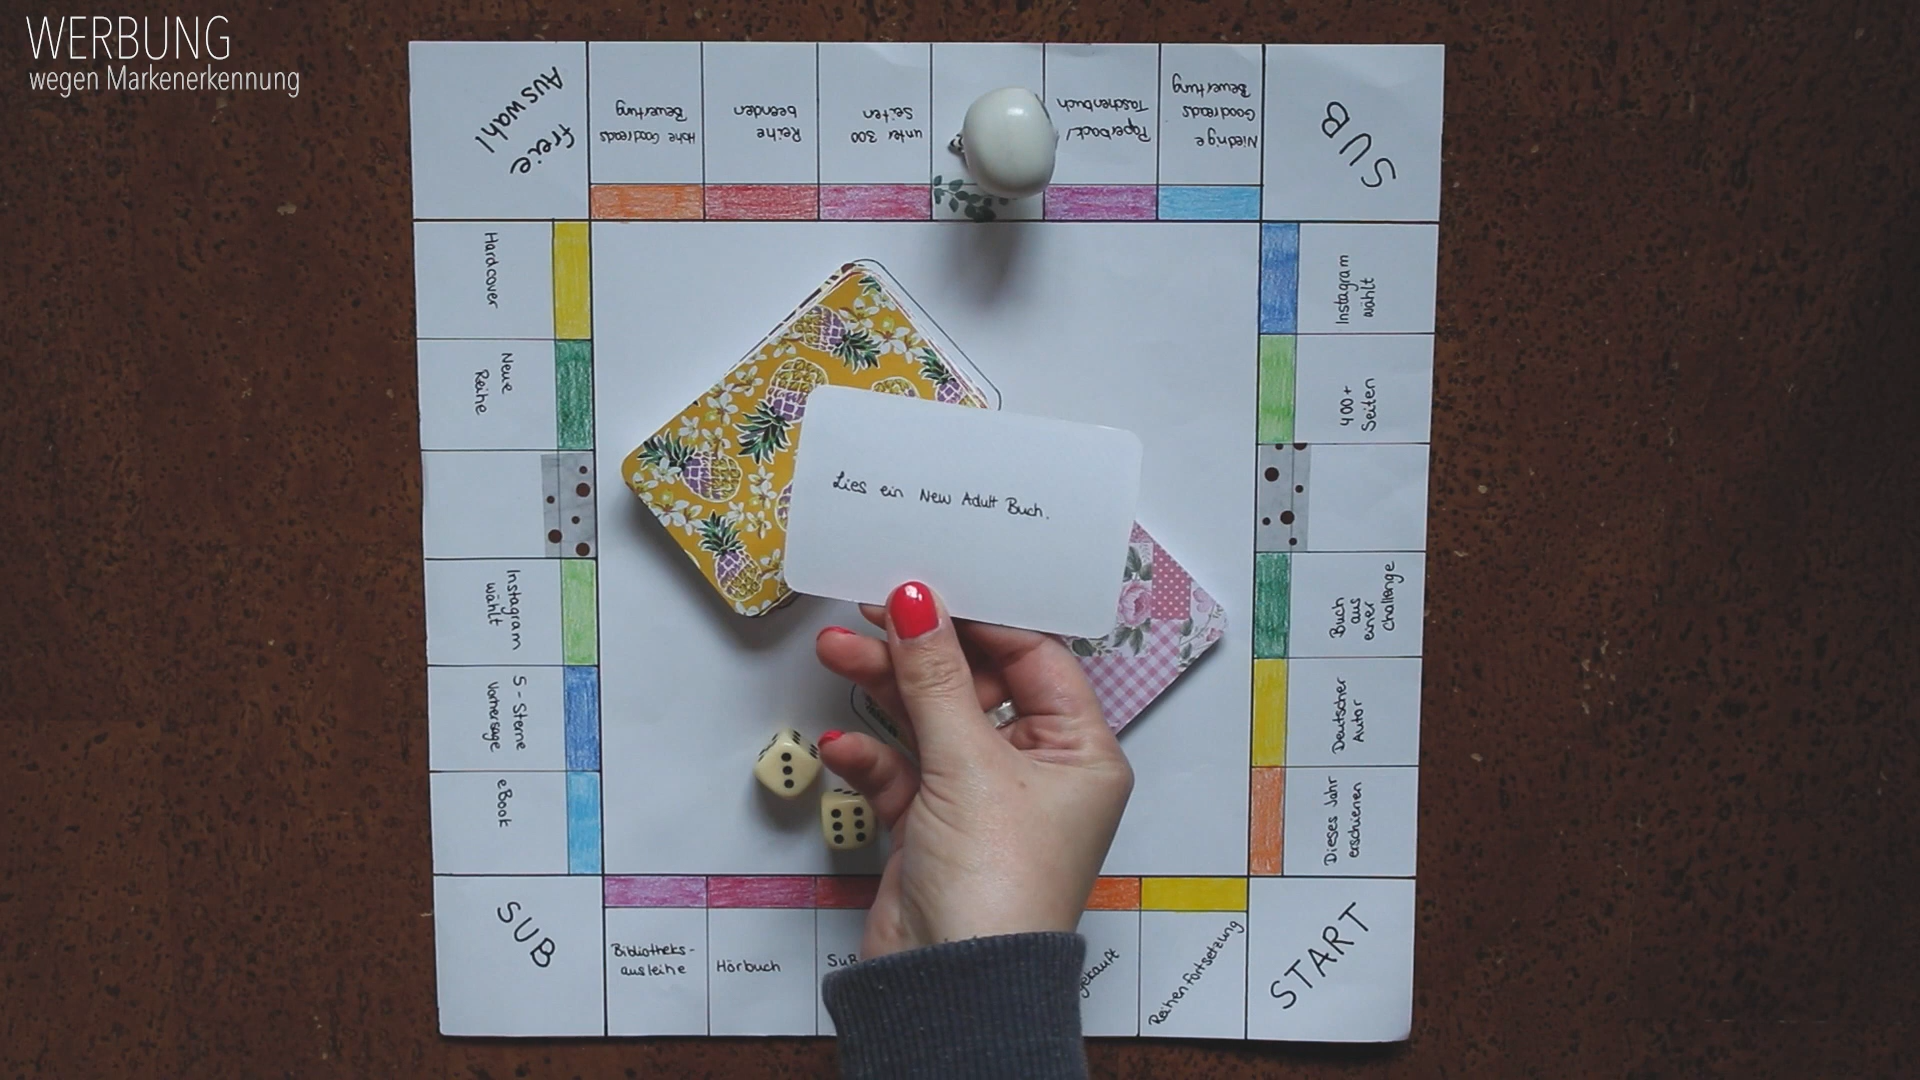 WERBUNG
wegen Markenerkennung
Freie
Auswahl
Hohe Goodreads
Bewertung
Reihe
beenden
unter 300
Seiten
Paperback/
Taschenbuch
Niedrige
Goodreads
Bewertung
SUB
Hardcover
Neue
Reihe
Instagram
wählt
5-Sterne
Vorhersage
eBook
Lies ein New Adult Buch.
Instagram
wählt
400+
Seiten
Buch
aus
einer
Challenge
Deutscher
Autor
Dieses Jahr
erschienen
SUB
Bibliotheks-
ausleihe
Hörbuch
SuB
gekauft
Reihenfortsetzung
START